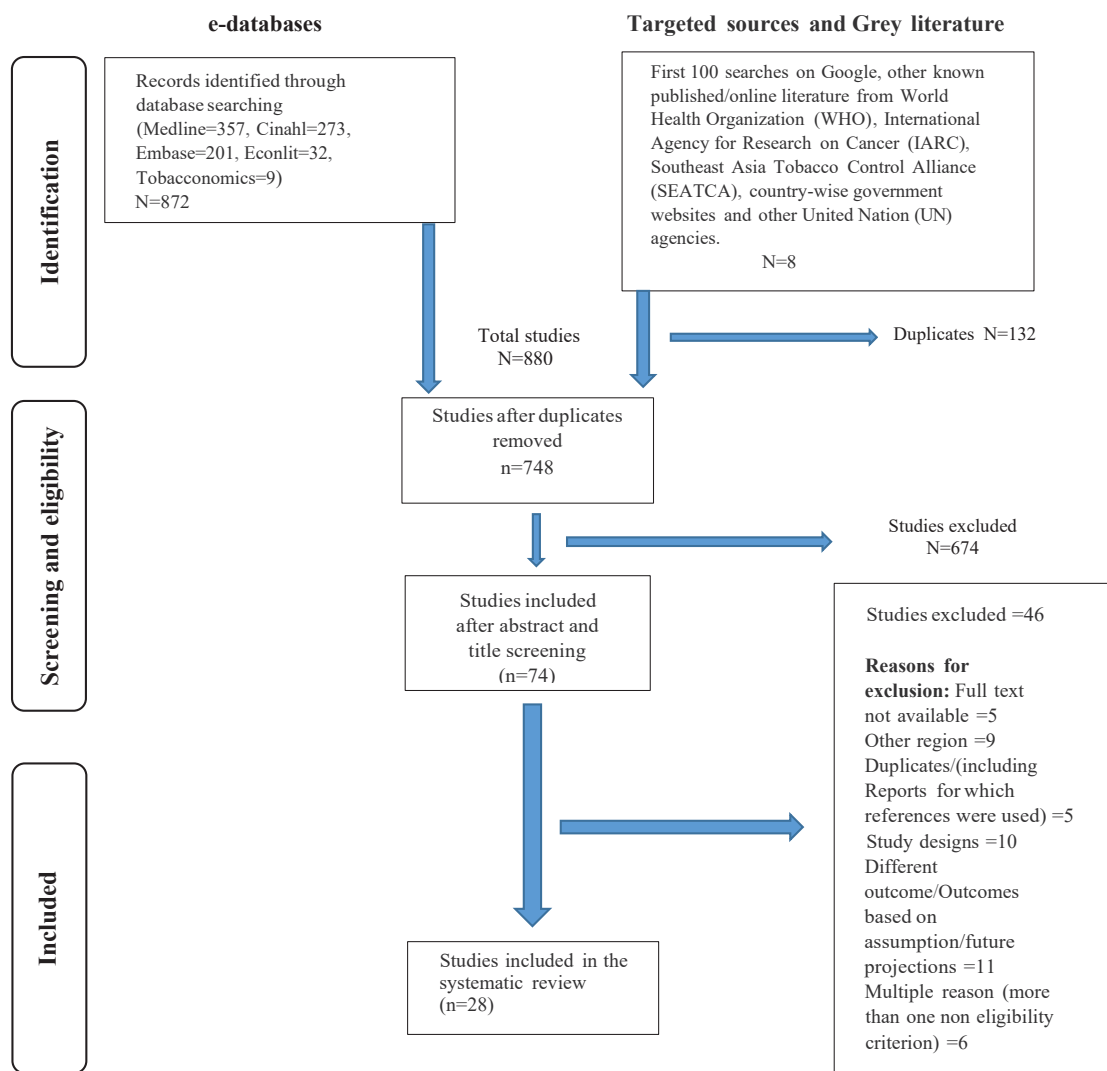 e-databases
Targeted sources and Grey literature
Identification
Records identified through
database searching
(Medline=357, Cinahl=273,
Embase=201, Econlit=32,
Tobacconomics=9)
N=872
First 100 searches on Google, other known
published/online literature from World
Health Organization (WHO), International
Agency for Research on Cancer (IARC),
Southeast Asia Tobacco Control Alliance
(SEATCA), country-wise government
websites and other United Nation (UN)
agencies.
N=8
Total studies
N=880
Duplicates N=132
Screening and eligibility
Studies after duplicates
removed
n=748
Studies excluded
N=674
Studies included
after abstract and
title screening
(n=74)
Studies excluded =46
Reasons for
exclusion: Full text
not available =5
Other region =9
Duplicates/(including
Reports for which
references were used) =5
Study designs =10
Different
outcome/Outcomes
based on
assumption/future
projections =11
Multiple reason (more
than one non eligibility
criterion) =6
Included
Studies included in the
systematic review
(n=28)